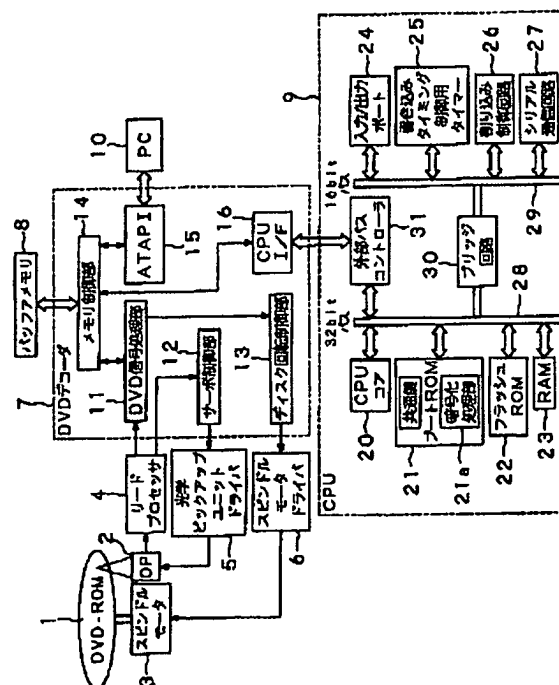 1
DVD-ROM
2
OP
スピンドル
モータ
3
4
リード
プロセッサ
光学
ピックアップ
ユニット
ドライバ
5
スピンドル
モータ
ドライバ
6
7
DVDデコーダ
8
バッファメモリ
14
メモリ制御部
11
DVD信号処理部
12
サーボ制御部
13
ディスク回転制御部
ATAPI
15
10
PC
16
CPU
I/F
9
CPU
20
CPU
コア
21
ブートROM
共通鍵
暗号化
処理部
21a
22
フラッシュ
ROM
23
RAM
32bit
バス
28
外部バス
コントローラ
31
30
ブリッジ
回路
16bit
バス
29
入力/出力
ポート
24
書き込み
タイミング
制御用
タイマー
25
割り込み
制御回路
26
シリアル
通信回路
27